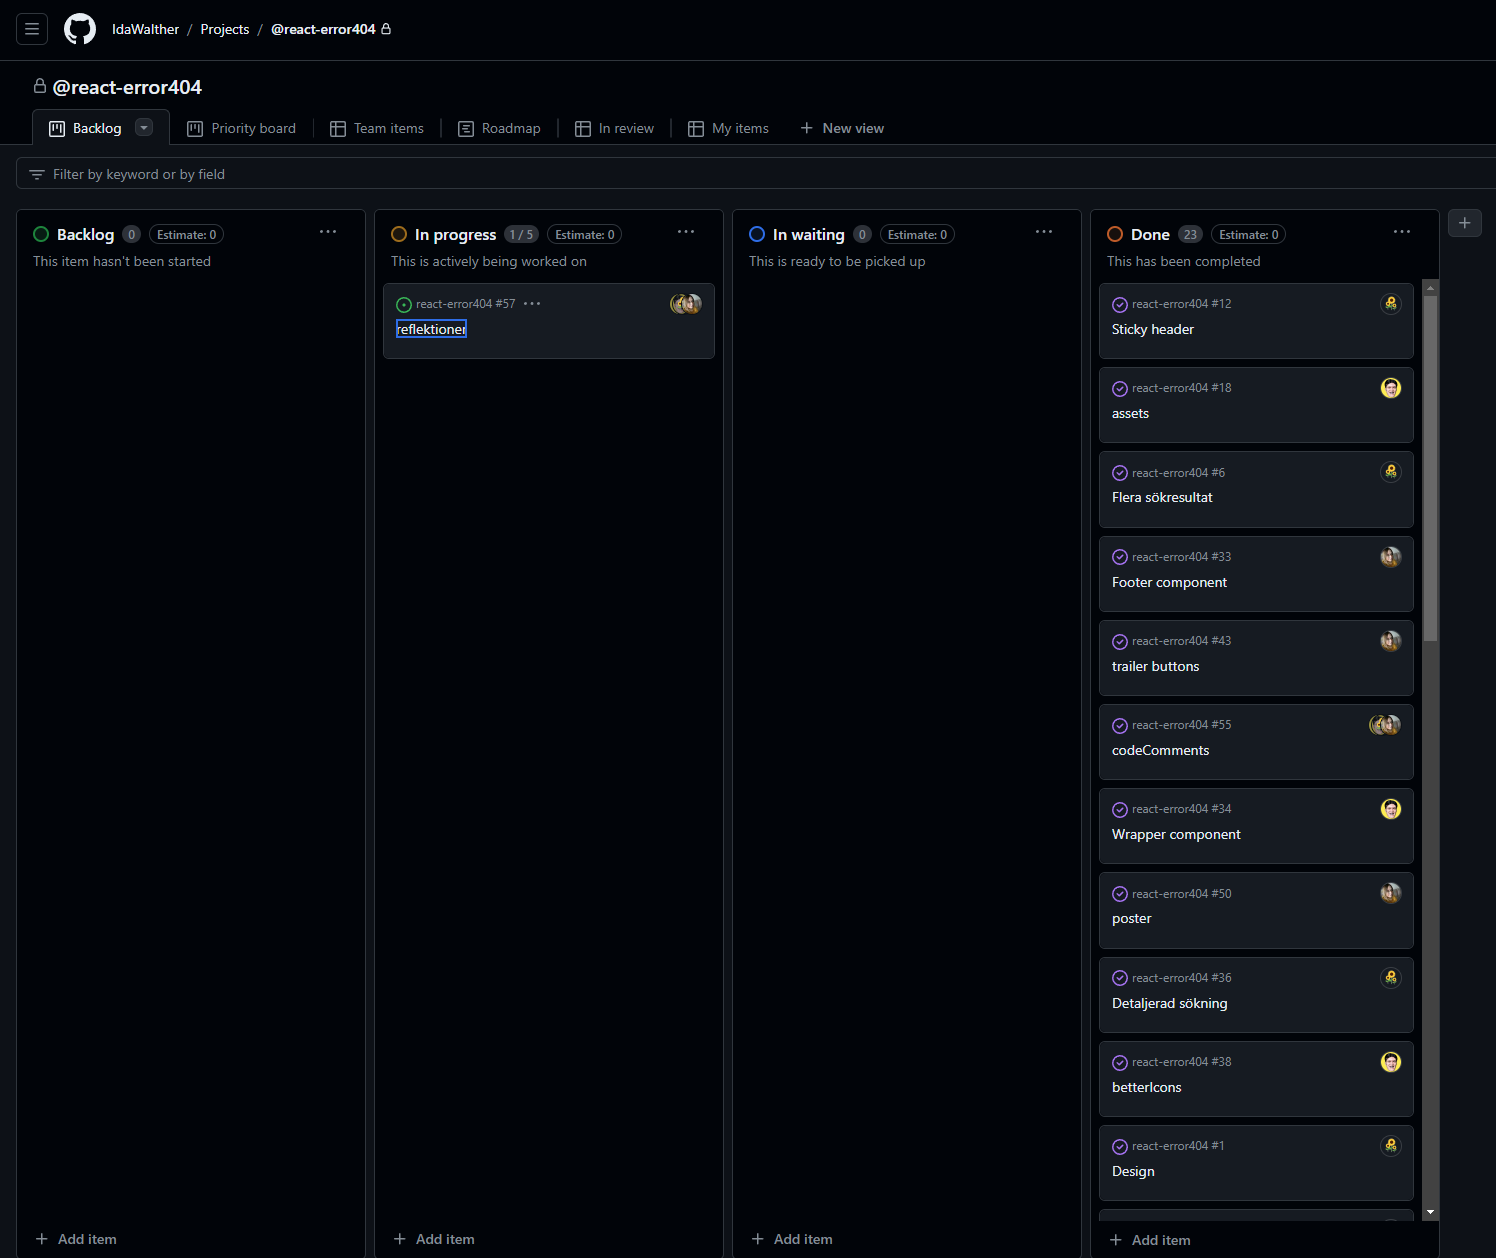 IdaWalther / Projects / @react-error404
@react-error404
Backlog
Priority board
Team items
Roadmap
In review
My items
New view
Filter by keyword or by field
Backlog 0 Estimate: 0
This item hasn't been started
Add item
In progress 1 / 5 Estimate: 0
This is actively being worked on
react-error404 #57
reflektioner
Add item
In waiting 0 Estimate: 0
This is ready to be picked up
Add item
Done 23 Estimate: 0
This has been completed
react-error404 #12
Sticky header
react-error404 #18
assets
react-error404 #6
Flera sökresultat
react-error404 #33
Footer component
react-error404 #43
trailer buttons
react-error404 #55
codeComments
react-error404 #34
Wrapper component
react-error404 #50
poster
react-error404 #36
Detaljerad sökning
react-error404 #38
betterIcons
react-error404 #1
Design
Add item